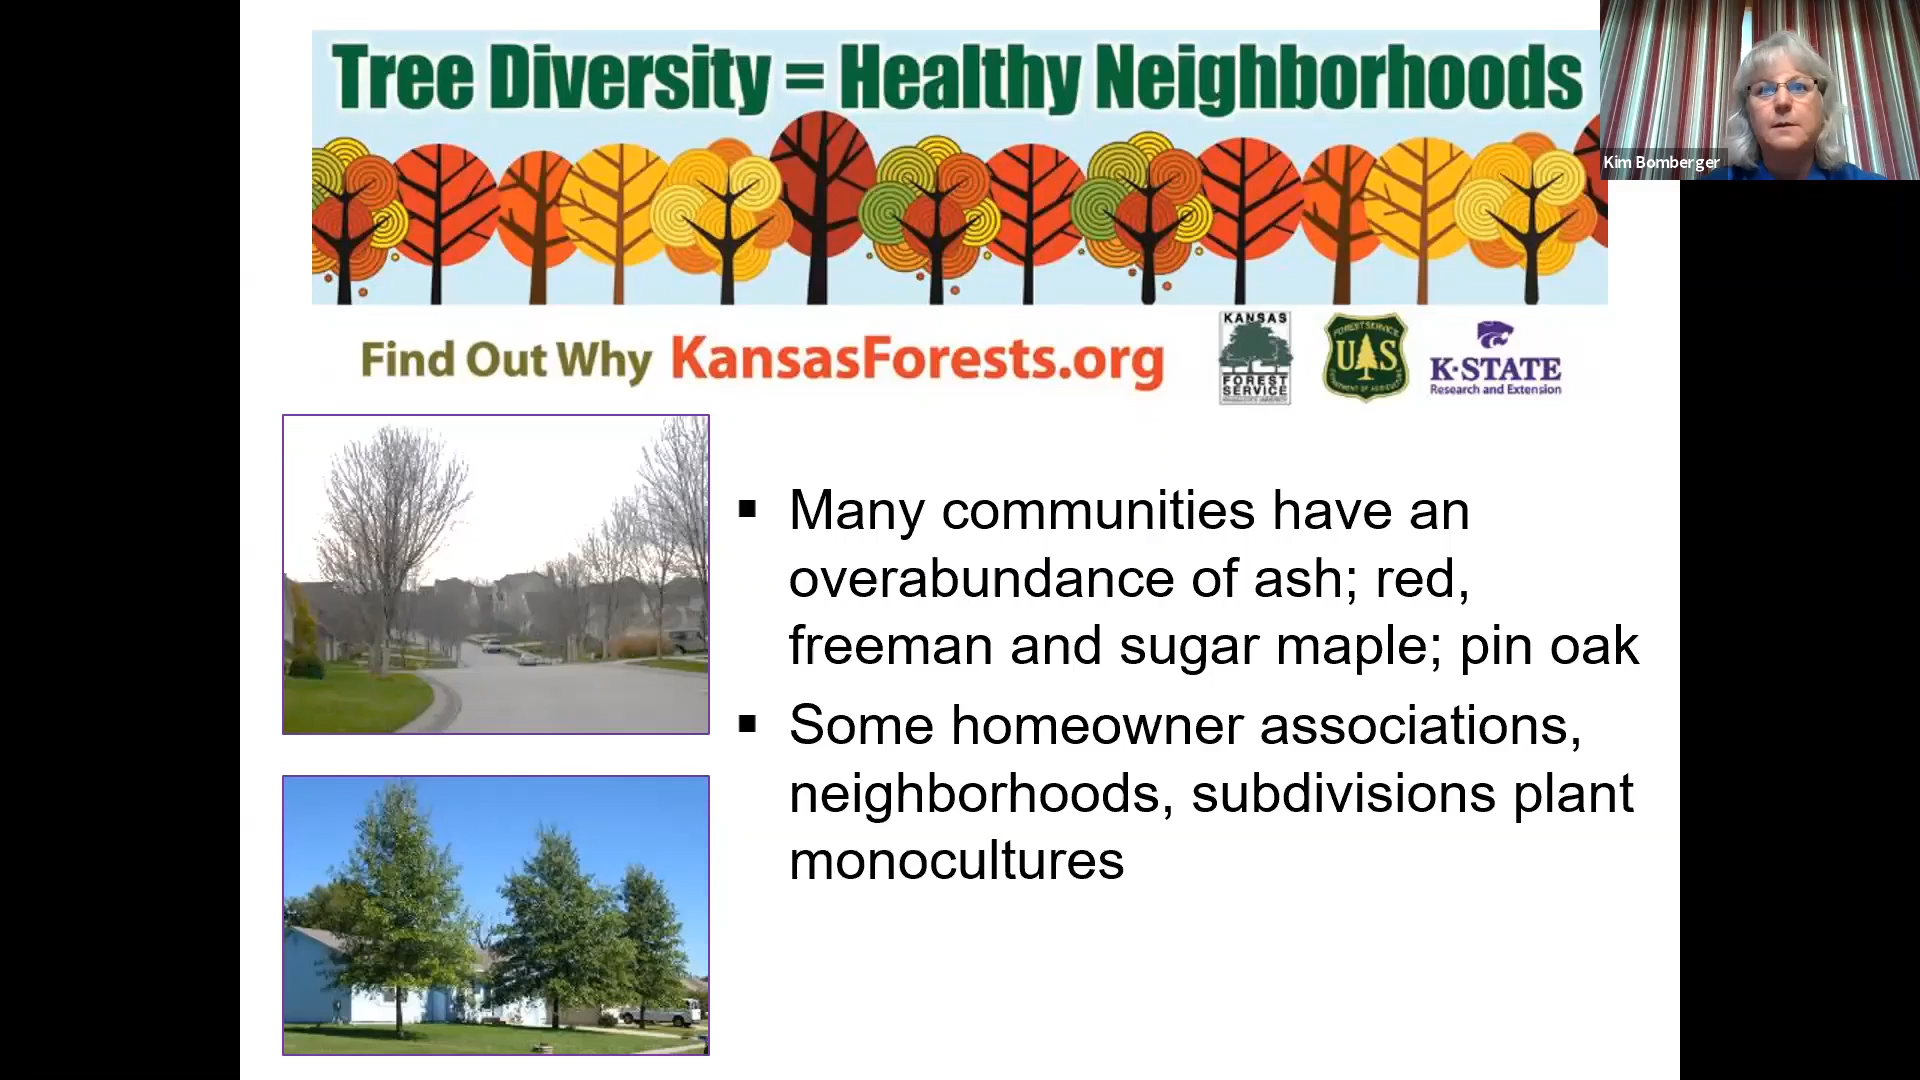 Tree Diversity = Healthy Neighborhoods
Kim Bomberger
Find Out Why KansasForests.org
KANSAS
FOREST
SERVICE
FOREST SERVICE
UAS
DEPARTMENT OF AGRICULTURE
K-STATE
Research and Extension
▪ Many communities have an
overabundance of ash; red,
freeman and sugar maple; pin oak
▪ Some homeowner associations,
neighborhoods, subdivisions plant
monocultures